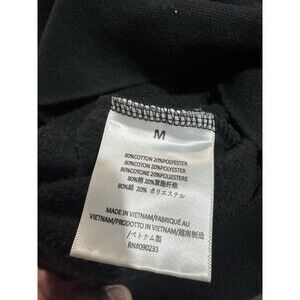 M
80%COTTON 20%POLYESTER
80%COTON 20%POLYESTER
80%COTONE 20%POLIESTERE
80%綿 20%聚酯纤维
80%綿 20% ポリエステル
MADE IN VIETNAM/FABRIQUÉ AU
VIETNAM/PRODOTTO IN VIETNAM/越南制造
/ベトナム製
RN#090233